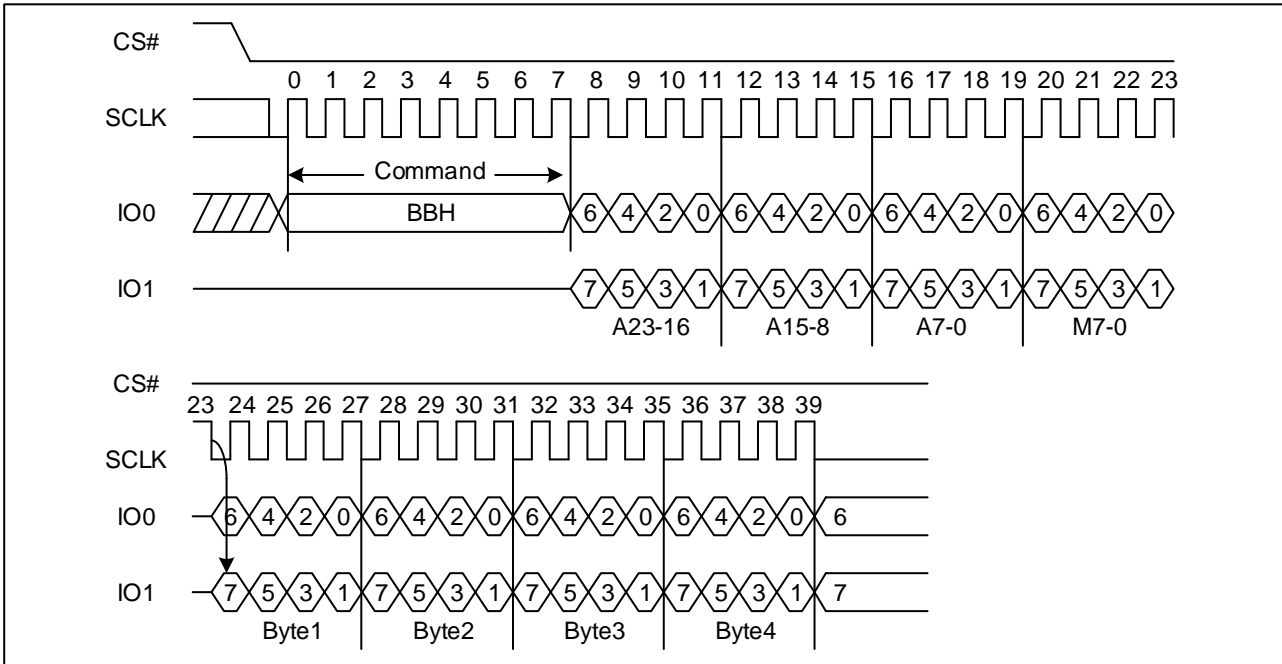 CS#
0 1 2 3 4 5 6 7 8 9 10 11 12 13 14 15 16 17 18 19 20 21 22 23
SCLK
Command
IO0 BBH 6 4 2 0 6 4 2 0 6 4 2 0 6 4 2 0
IO1 7 5 3 1 7 5 3 1 7 5 3 1 7 5 3 1
A23-16 A15-8 A7-0 M7-0
CS#
23 24 25 26 27 28 29 30 31 32 33 34 35 36 37 38 39
SCLK
IO0 6 4 2 0 6 4 2 0 6 4 2 0 6 4 2 0 6
IO1 7 5 3 1 7 5 3 1 7 5 3 1 7 5 3 1 7
Byte1 Byte2 Byte3 Byte4